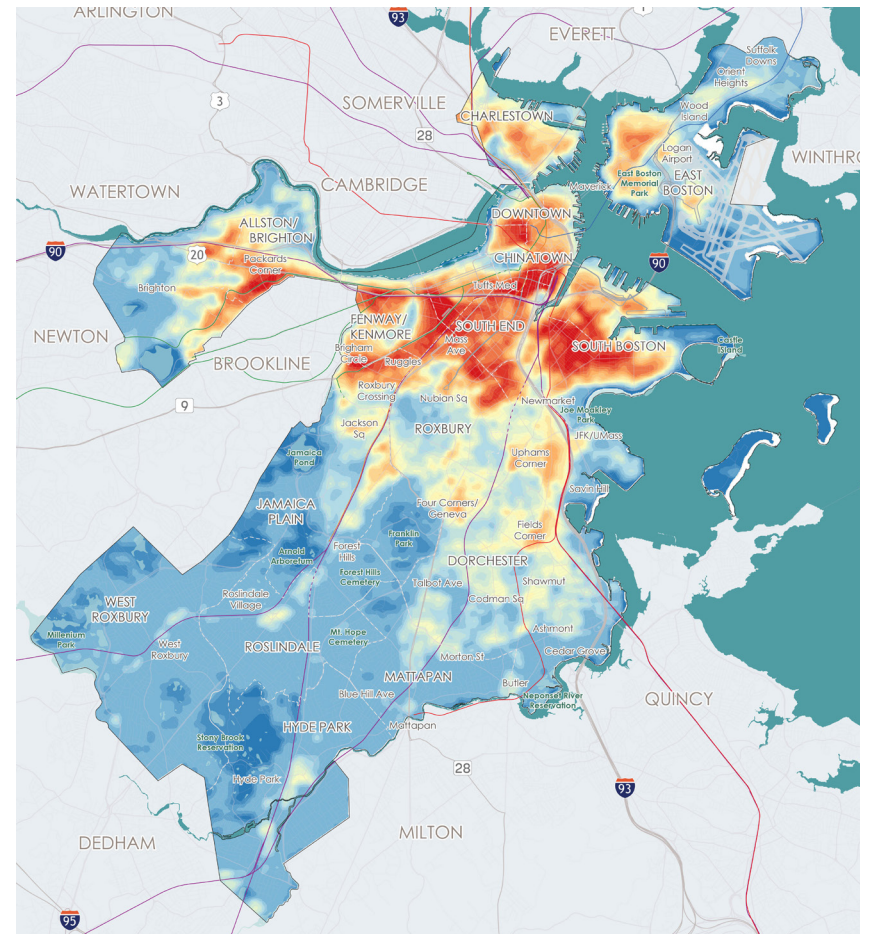 ARLINGTON
93
1
EVERETT
Suffolk
Downs
Orient
Heights
3
SOMERVILLE
28
CHARLESTOWN
Wood
Island
Logan
Airport
WINTHRO
WATERTOWN
CAMBRIDGE
East Boston
Memorial
Park
Maverick
EAST
BOSTON
DOWNTOWN
ALLSTON/
BRIGHTON
90
20
Packards
Corner
CHINATOWN
90
Brighton
Tufts Med
NEWTON
FENWAY/
KENMORE
SOUTH END
Mass
Ave
SOUTH BOSTON
Castle
Island
Brigham
Circle
Ruggles
BROOKLINE
9
Roxbury
Crossing
Nubian Sq
Newmarket
Joe Moakley
Park
Jackson
Sq
ROXBURY
JFK/UMass
Jamaica
Pond
Uphams
Corner
Savin Hill
JAMAICA
PLAIN
Four Corners/
Geneva
Franklin
Park
Fields
Corner
Arnold
Arboretum
Forest
Hills
Forest Hills
Cemetery
DORCHESTER
Talbot Ave
Shawmut
Roslindale
Village
Codman Sq
WEST
ROXBURY
Millenium
Park
Mt. Hope
Cemetery
Ashmont
West
Roxbury
ROSLINDALE
Morton St
Cedar Grove
MATTAPAN
Butler
Blue Hill Ave
Neponset River
Reservation
QUINCY
Stony Brook
Reservation
HYDE PARK
Mattapan
Hyde Park
28
93
DEDHAM
MILTON
95